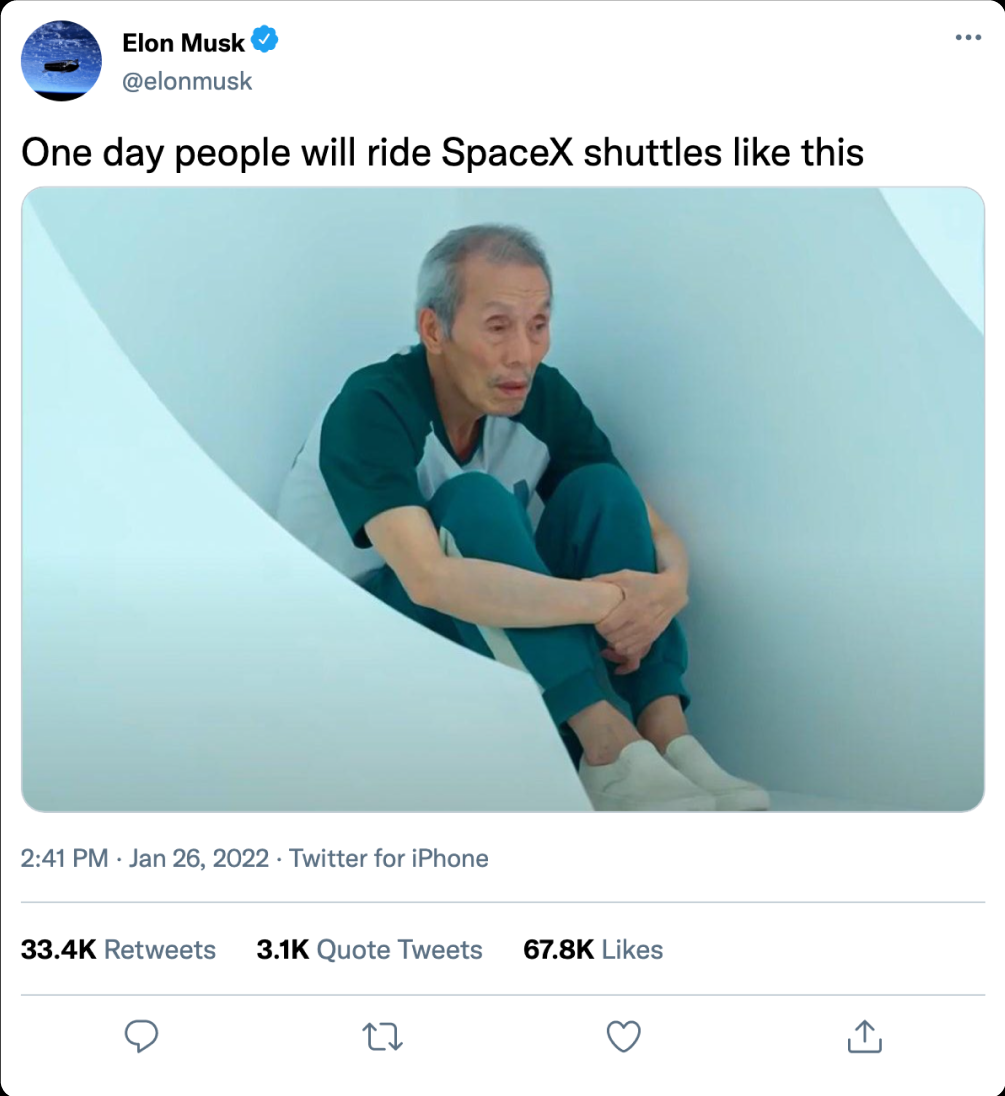 Elon Musk
@elonmusk
One day people will ride SpaceX shuttles like this
2:41 PM · Jan 26, 2022 · Twitter for iPhone
33.4K Retweets 3.1K Quote Tweets 67.8K Likes